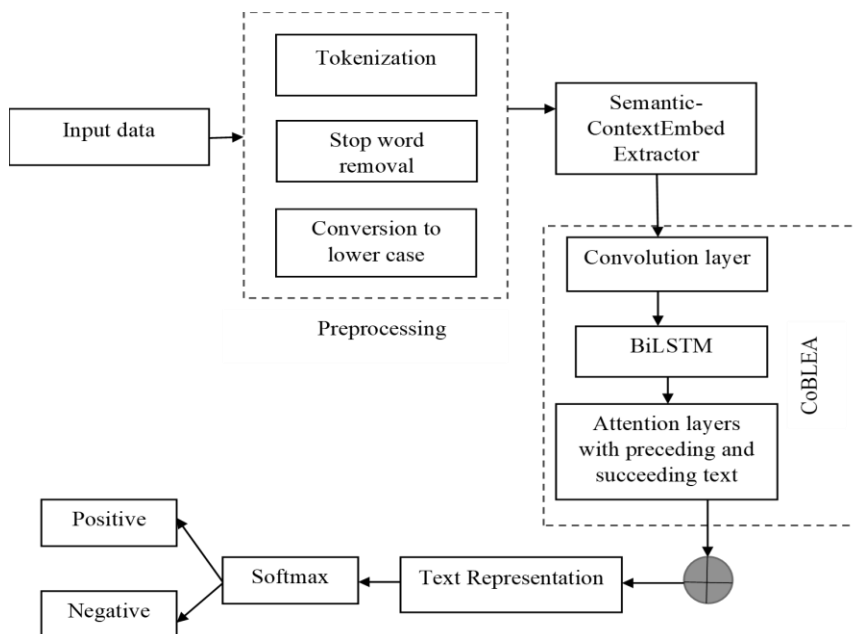 Input data
Tokenization
Stop word
removal
Conversion to
lower case
Preprocessing
Semantic-
ContextEmbed
Extractor
Convolution layer
BiLSTM
Attention layers
with preceding and
succeeding text
CoBLEA
Text Representation
Softmax
Positive
Negative